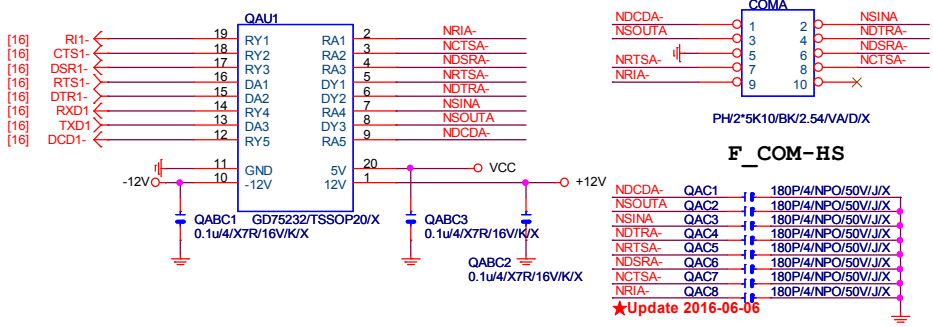 QAU1
[16] RI1- 19 RY1 RA1 2 NRIA-
[16] CTS1- 18 RY2 RA2 3 NCTSA-
[16] DSR1- 17 RY3 RA3 4 NDSRA-
[16] RTS1- 16 DA1 DY1 5 NRTSA-
[16] DTR1- 15 DA2 DY2 6 NDTRA-
[16] RXD1 14 RY4 RA4 7 NSINA
[16] TXD1 13 DA3 DY3 8 NSOUTA
[16] DCD1- 12 RY5 RA5 9 NDCDA-
11 GND 5V 20 VCC
-12V 10 -12V 12V 1 +12V
QABC1 GD75232/TSSOP20/X
0.1u/4/X7R/16V/K/X
QABC3
0.1u/4/X7R/16V/K/X
QABC2
0.1u/4/X7R/16V/K/X
COMA
NDCDA- 1 2 NSINA
NSOUTA 3 4 NDTRA-
5 6 NDSRA-
NRTSA- 7 8 NCTSA-
NRIA- 9 10
PH/2*5K10/BK/2.54/VA/D/X
F_COM-HS
NDCDA- QAC1 180P/4/NPO/50V/J/X
NSOUTA QAC2 180P/4/NPO/50V/J/X
NSINA QAC3 180P/4/NPO/50V/J/X
NDTRA- QAC4 180P/4/NPO/50V/J/X
NRTSA- QAC5 180P/4/NPO/50V/J/X
NDSRA- QAC6 180P/4/NPO/50V/J/X
NCTSA- QAC7 180P/4/NPO/50V/J/X
NRIA- QAC8 180P/4/NPO/50V/J/X
★Update 2016-06-06